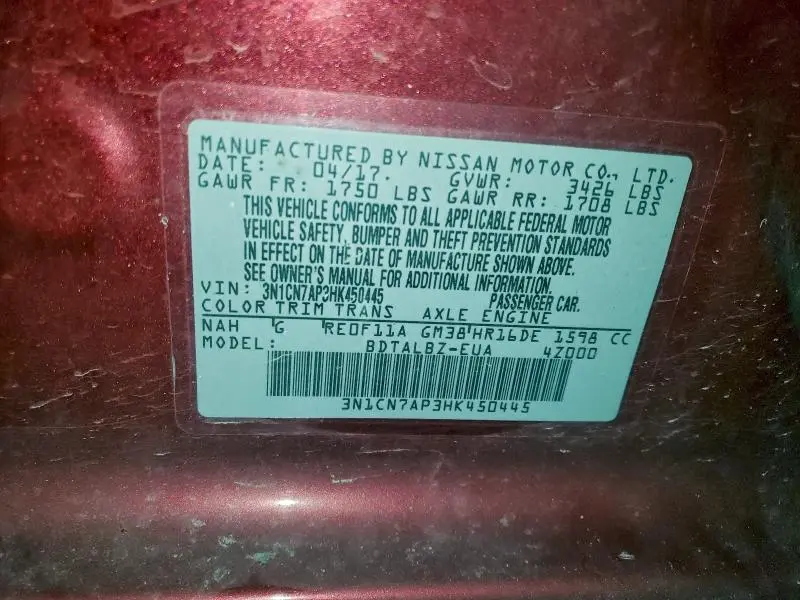 MANUFACTURED BY NISSAN MOTOR CO., LTD.
DATE: 04/17. GVWR: 3426 LBS
GAWR FR: 1750 LBS GAWR RR: 1708 LBS
THIS VEHICLE CONFORMS TO ALL APPLICABLE FEDERAL MOTOR
VEHICLE SAFETY, BUMPER AND THEFT PREVENTION STANDARDS
IN EFFECT ON THE DATE OF MANUFACTURE SHOWN ABOVE.
SEE OWNER'S MANUAL FOR ADDITIONAL INFORMATION.
VIN: 3N1CN7AP3HK450445 PASSENGER CAR.
COLOR TRIM TRANS AXLE ENGINE
NAH G RE0F11A GM38 HR16DE 1598 CC
MODEL: BDTALBZ-EUA 4Z000
3N1CN7AP3HK450445